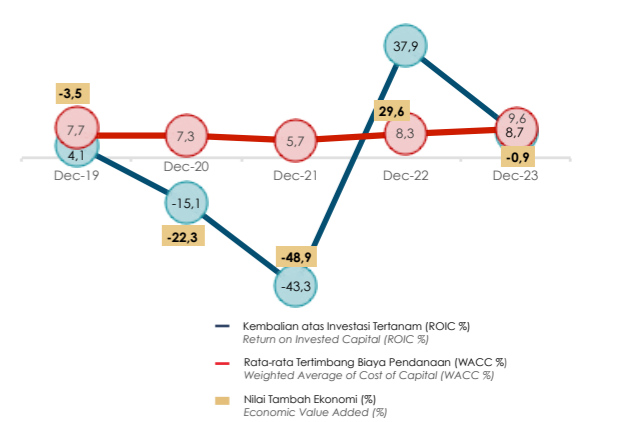 37,9
-3,5
29,6
7,7
7,3
5,7
8,3
9,6
8,7
4,1
-0,9
Dec-19
Dec-20
Dec-21
Dec-22
Dec-23
-15,1
-22,3
-48,9
-43,3
Kembalian atas Investasi Tertanam (ROIC %)
Return on Invested Capital (ROIC %)
Rata-rata Tertimbang Biaya Pendanaan (WACC %)
Weighted Average of Cost of Capital (WACC %)
Nilai Tambah Ekonomi (%)
Economic Value Added (%)